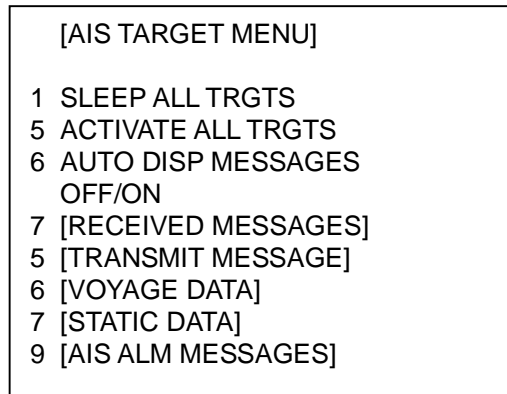 [AIS TARGET MENU]
1 SLEEP ALL TRGTS
5 ACTIVATE ALL TRGTS
6 AUTO DISP MESSAGES
OFF/ON
7 [RECEIVED MESSAGES]
5 [TRANSMIT MESSAGE]
6 [VOYAGE DATA]
7 [STATIC DATA]
9 [AIS ALM MESSAGES]